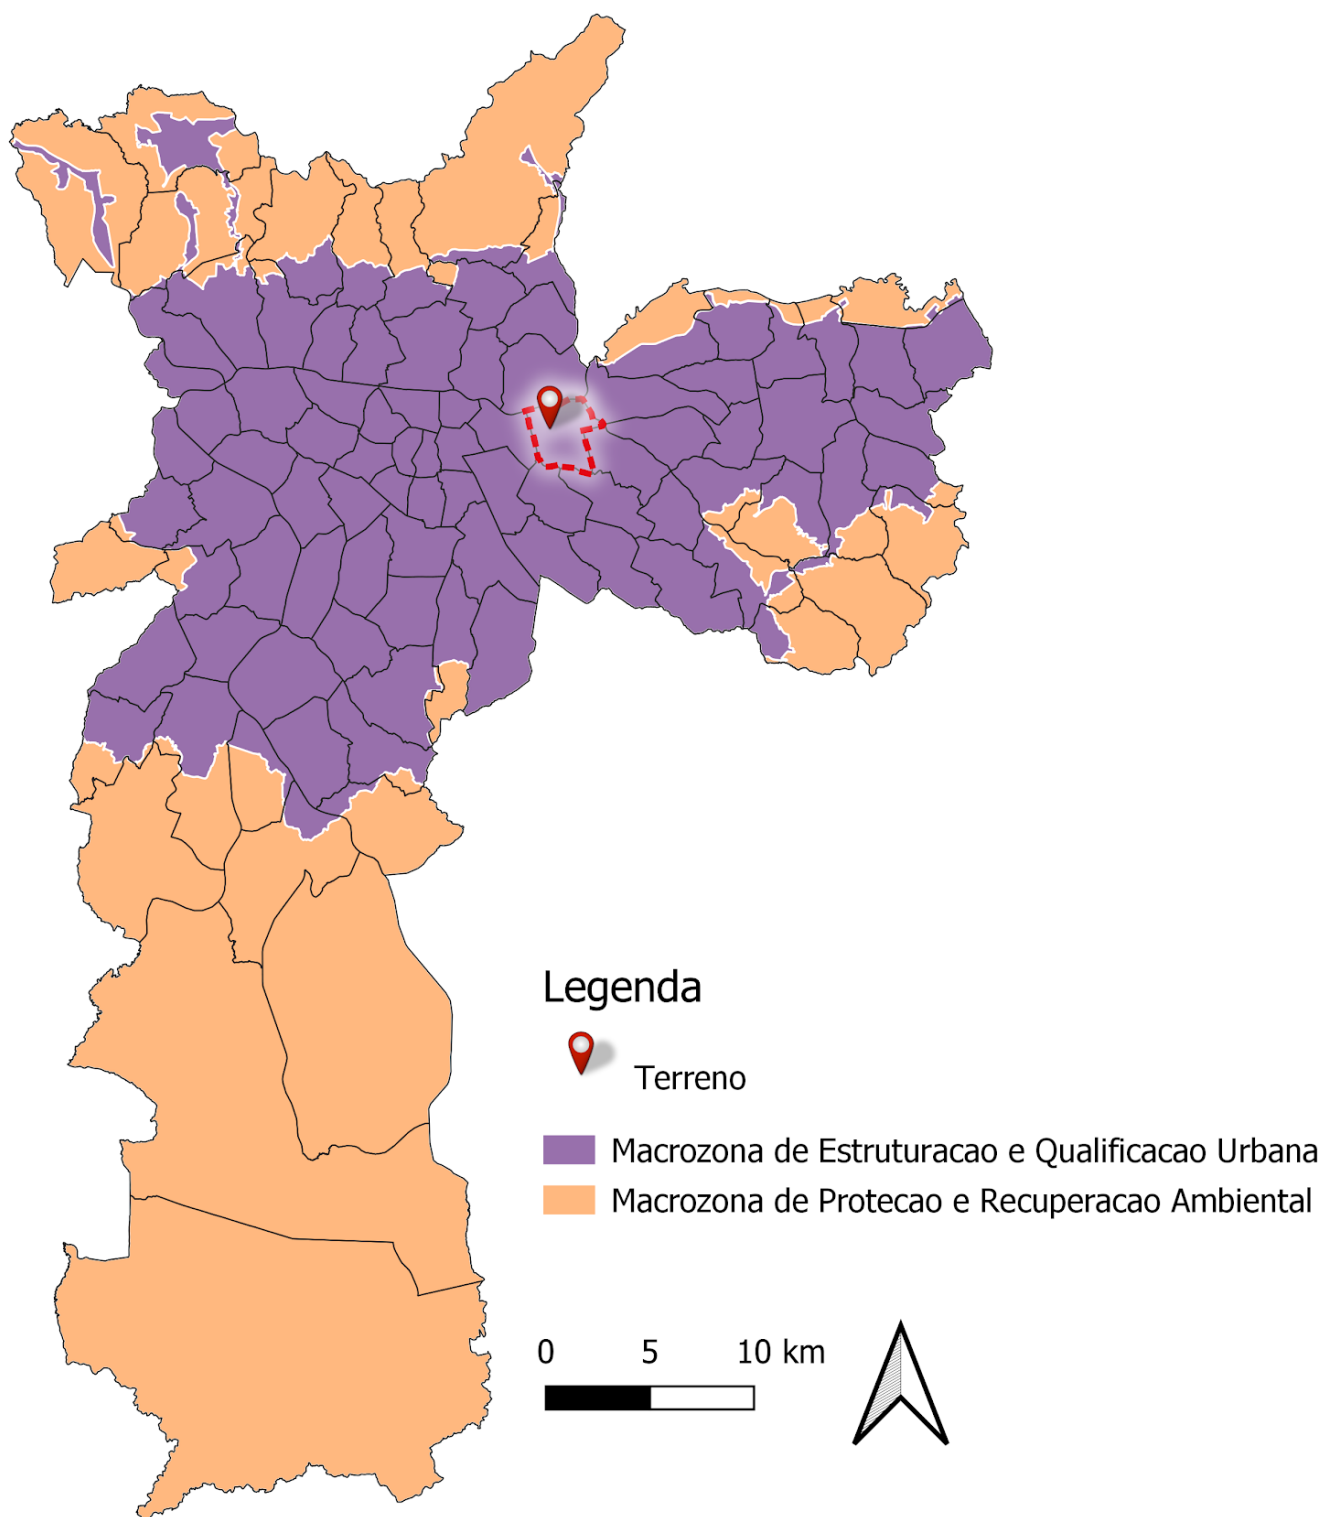 Legenda
Terreno
Macrozona de Estruturacao e Qualificacao Urbana
Macrozona de Protecao e Recuperacao Ambiental
0 5 10 km